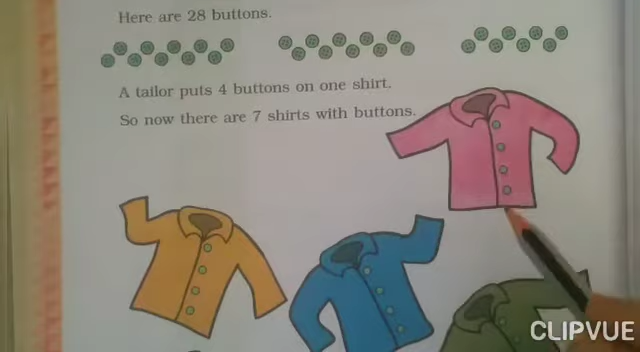 Here are 28 buttons.
A tailor puts 4 buttons on one shirt.
So now there are 7 shirts with buttons.
CLIPVUE